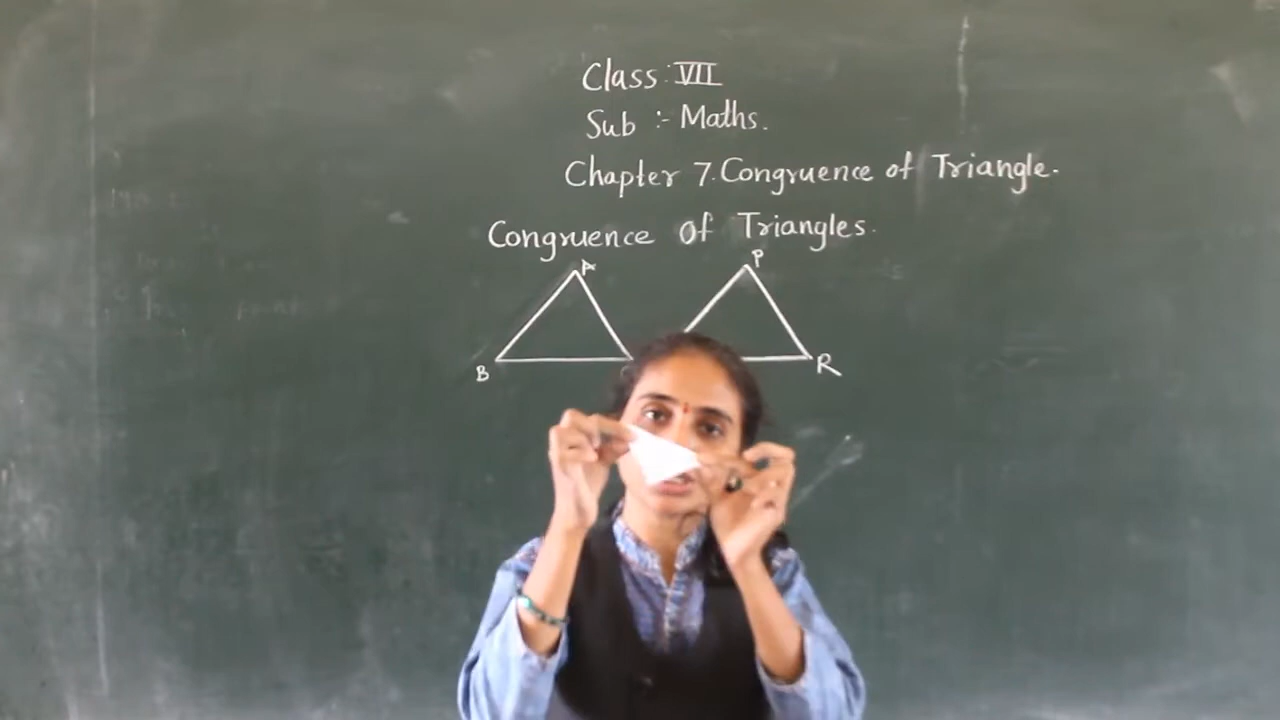 Class : VII
Sub :- Maths.
Chapter 7. Congruence of Triangle.
Congruence of Triangles.
A P
B R